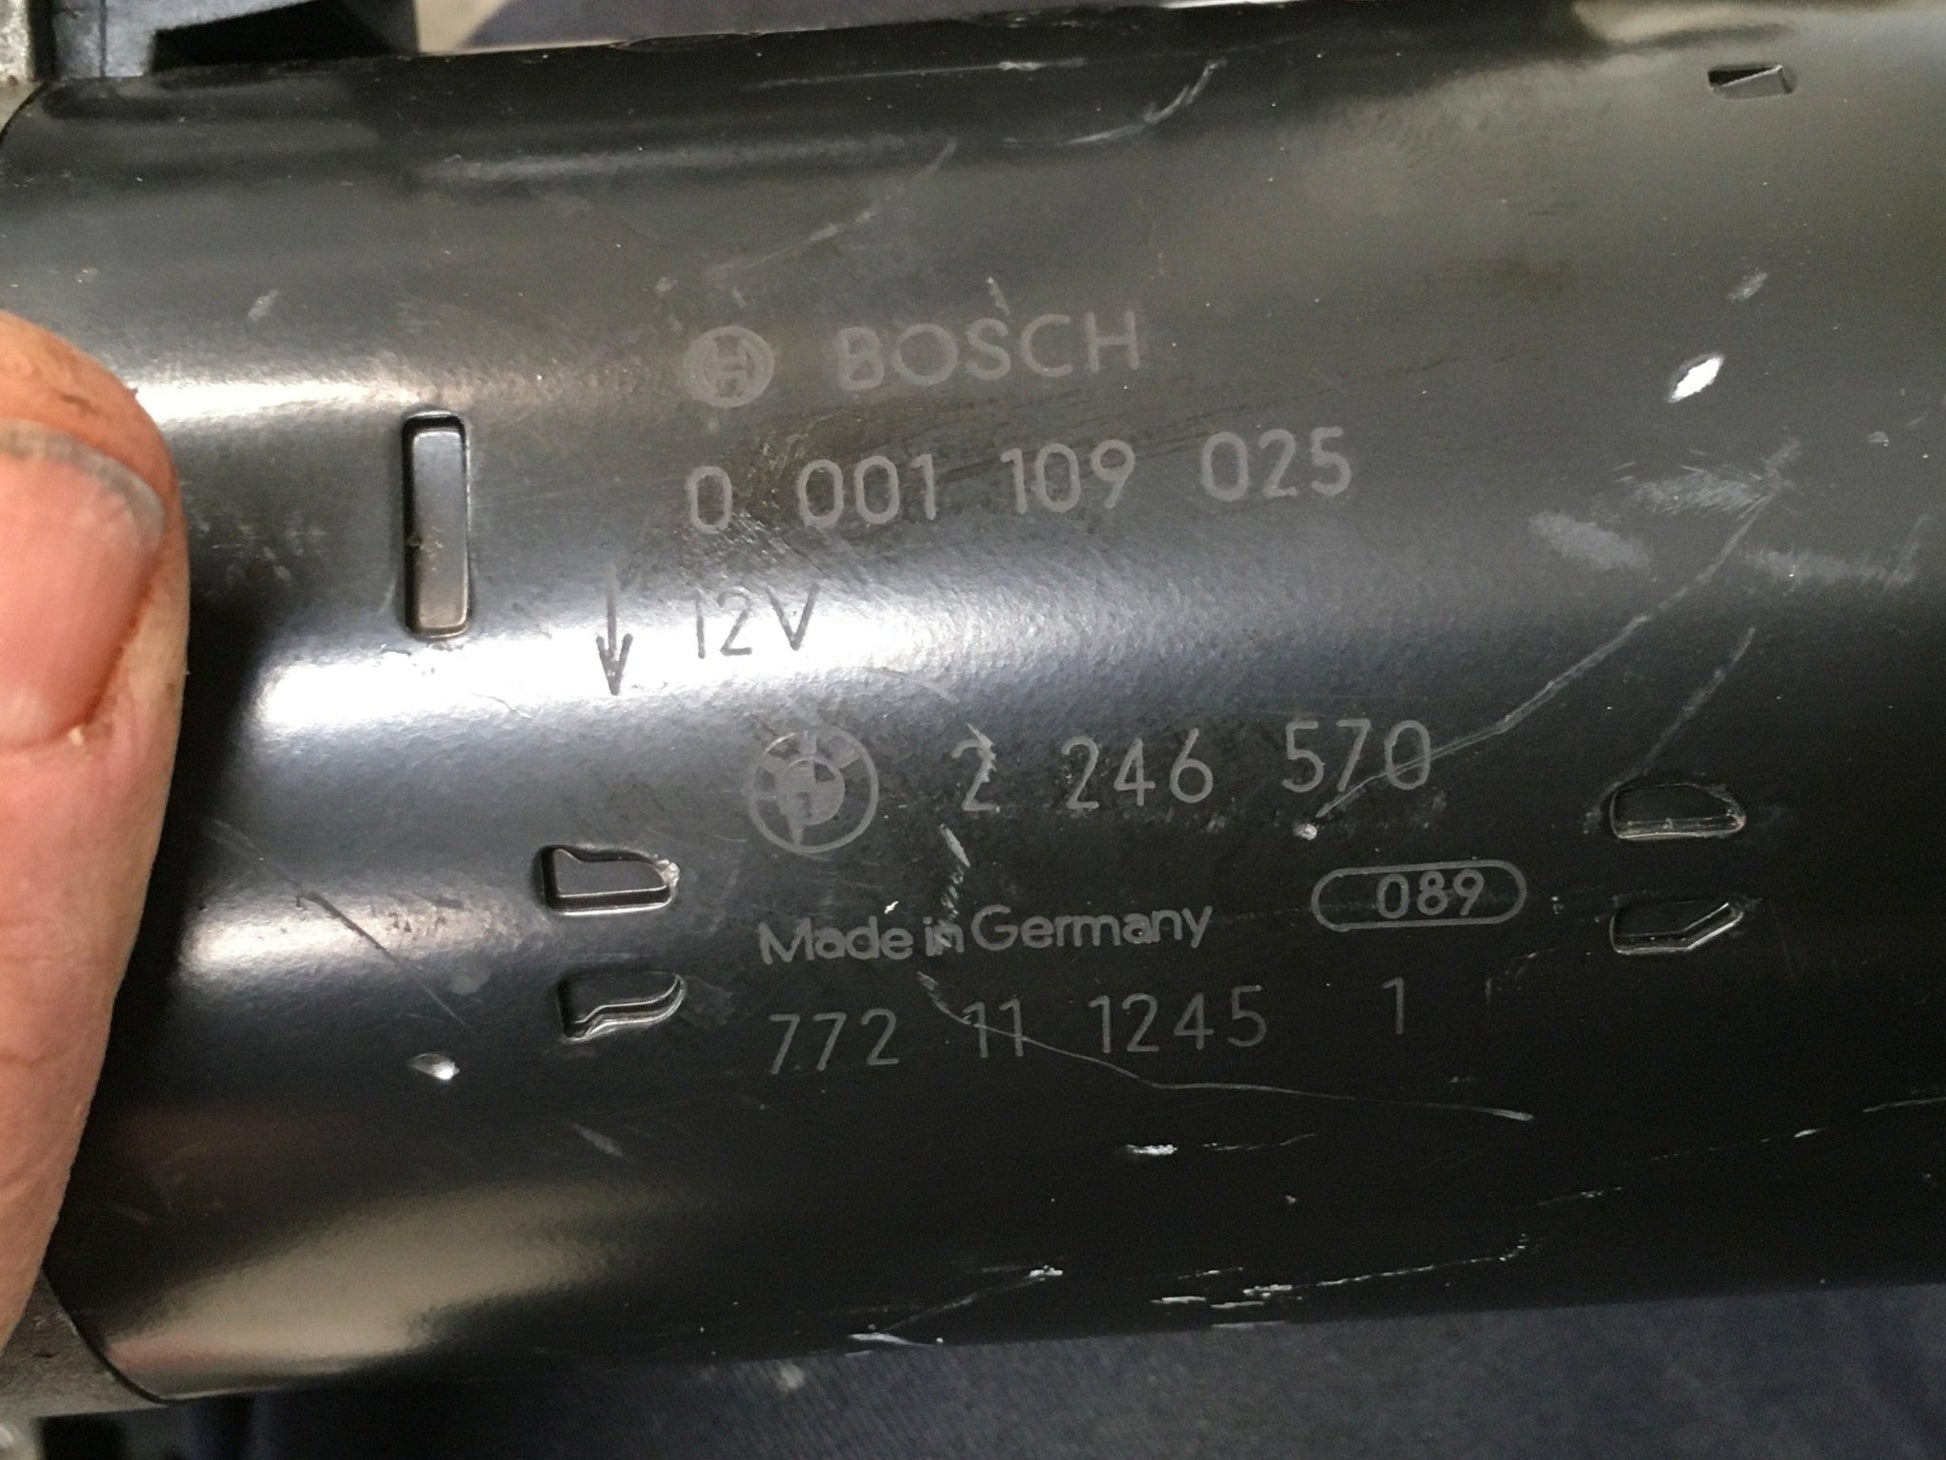 BOSCH
0 001 109 025
12V
2 246 570
Made in Germany 089
772 11 1245 1